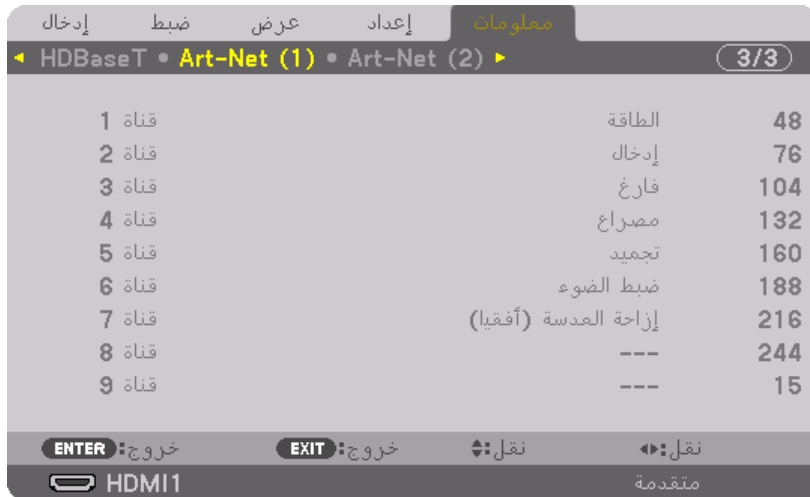 إدخال ضبط عرض إعداد معلومات
◄ HDBaseT • Art-Net (1) • Art-Net (2) ► 3/3
قناة 1 الطاقة 48
قناة 2 إدخال 76
قناة 3 فارغ 104
قناة 4 مصراع 132
قناة 5 تجميد 160
قناة 6 ضبط الضوء 188
قناة 7 إزاحة العدسة (أفقيا) 216
قناة 8 --- 244
قناة 9 --- 15
ENTER:خروج EXIT:خروج نقل: نقل:
HDMI1 متقدمة